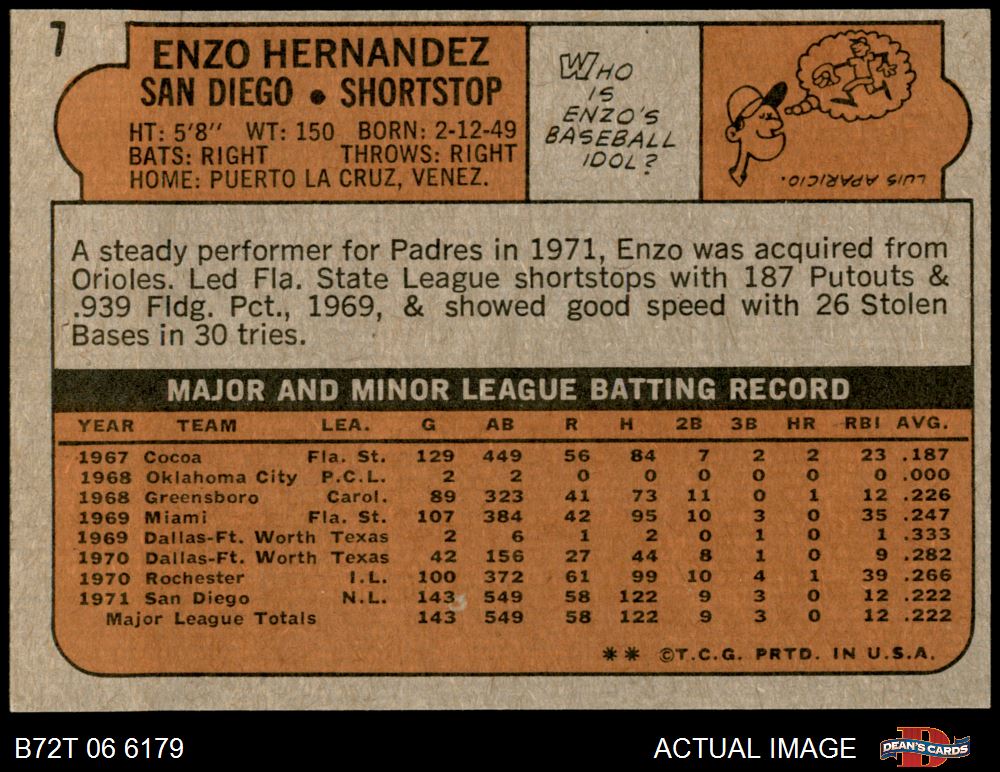 7
ENZO HERNANDEZ
SAN DIEGO • SHORTSTOP
HT: 5'8" WT: 150 BORN: 2-12-49
BATS: RIGHT THROWS: RIGHT
HOME: PUERTO LA CRUZ, VENEZ.
WHO
IS
ENZO'S
BASEBALL
IDOL?
LUIS APARICIO.
A steady performer for Padres in 1971, Enzo was acquired from
Orioles. Led Fla. State League shortstops with 187 Putouts &
.939 Fldg. Pct., 1969, & showed good speed with 26 Stolen
Bases in 30 tries.
MAJOR AND MINOR LEAGUE BATTING RECORD
YEAR TEAM LEA. G AB R H 2B 3B HR RBI AVG.
1967 Cocoa Fla. St. 129 449 56 84 7 2 2 23 .187
1968 Oklahoma City P.C.L. 2 2 0 0 0 0 0 0 .000
1968 Greensboro Carol. 89 323 41 73 11 0 1 12 .226
1969 Miami Fla. St. 107 384 42 95 10 3 0 35 .247
1969 Dallas-Ft. Worth Texas 2 6 1 2 0 1 0 1 .333
1970 Dallas-Ft. Worth Texas 42 156 27 44 8 1 0 9 .282
1970 Rochester I.L. 100 372 61 99 10 4 1 39 .266
1971 San Diego N.L. 143 549 58 122 9 3 0 12 .222
Major League Totals 143 549 58 122 9 3 0 12 .222
** ©T.C.G. PRTD. IN U.S.A.
B72T 06 6179 ACTUAL IMAGE DEAN'S CARDS